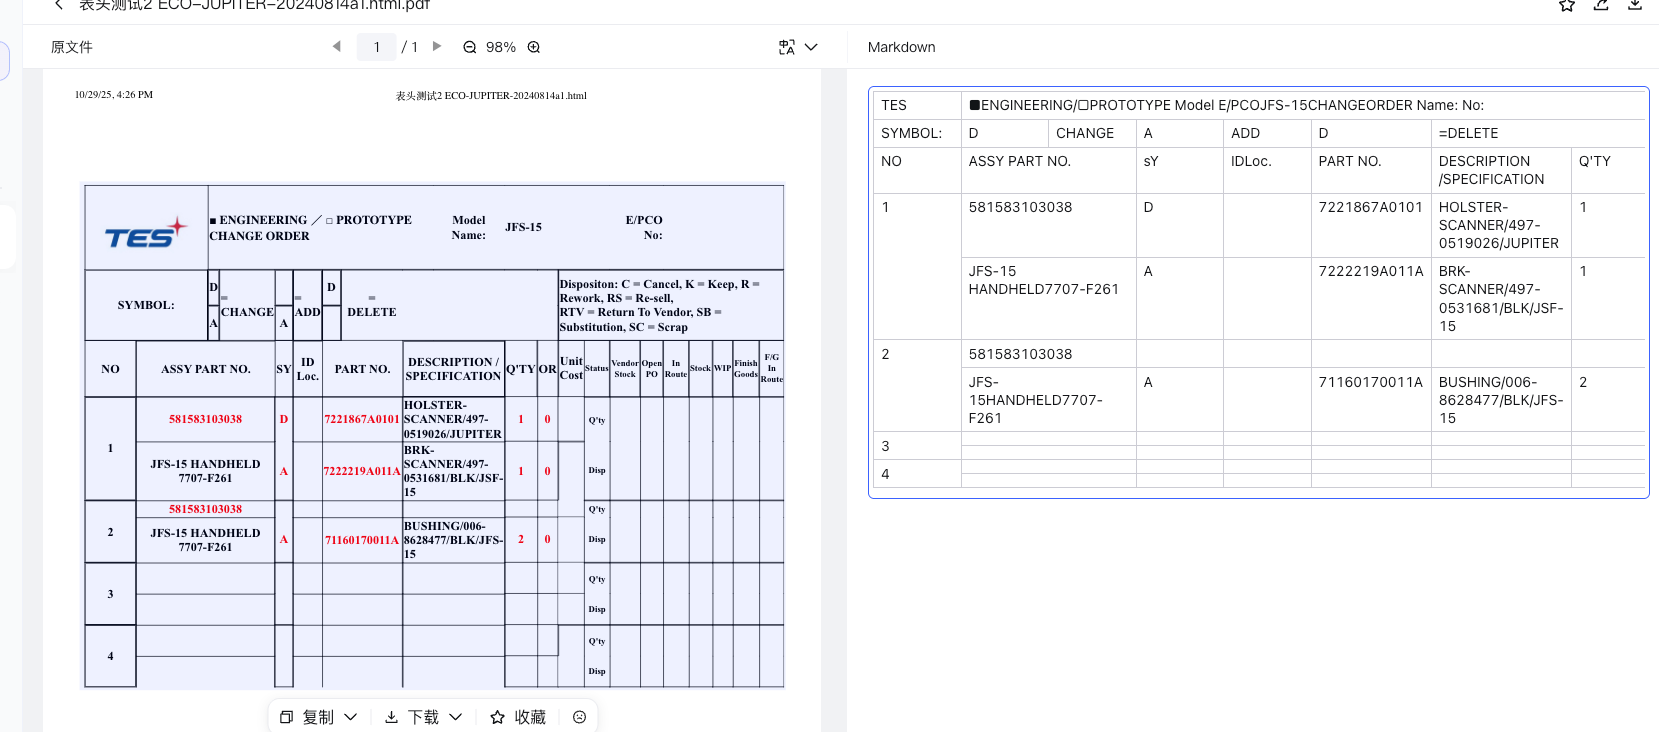 表头测试2 ECO-JUPITER-20240814a1.html.pdf
原文件
1 / 1
98%
Markdown
10/29/25, 4:26 PM
表头测试2 ECO-JUPITER-20240814a1.html
TES
■ ENGINEERING ／ □ PROTOTYPE
CHANGE ORDER
Model
Name:
JFS-15
E/PCO
No:
SYMBOL:
D
A
=
CHANGE
A
=
ADD
D
=
DELETE
Dispositon: C = Cancel, K = Keep, R =
Rework, RS = Re-sell,
RTV = Return To Vendor, SB =
Substitution, SC = Scrap
NO
ASSY PART NO.
SY
ID
Loc.
PART NO.
DESCRIPTION /
SPECIFICATION
Q'TY
OR
Unit
Cost
Status
Vendor
Stock
Open
PO
In
Route
Stock
WIP
Finish
Goods
F/G
In
Route
1
581583103038
D
7221867A0101
HOLSTER-
SCANNER/497-
0519026/JUPITER
1
0
Q'ty
JFS-15 HANDHELD
7707-F261
A
7222219A011A
BRK-
SCANNER/497-
0531681/BLK/JSF-
15
1
0
Disp
2
581583103038
Q'ty
JFS-15 HANDHELD
7707-F261
A
71160170011A
BUSHING/006-
8628477/BLK/JFS-
15
2
0
Disp
3
Q'ty
Disp
4
Q'ty
Disp
复制
下载
收藏
TES
■ENGINEERING/□PROTOTYPE Model E/PCOJFS-15CHANGEORDER Name: No:
SYMBOL:
D
CHANGE
A
ADD
D
=DELETE
NO
ASSY PART NO.
sY
IDLoc.
PART NO.
DESCRIPTION
/SPECIFICATION
Q'TY
1
581583103038
D
7221867A0101
HOLSTER-
SCANNER/497-
0519026/JUPITER
1
JFS-15
HANDHELD7707-F261
A
7222219A011A
BRK-
SCANNER/497-
0531681/BLK/JSF-
15
1
2
581583103038
JFS-
15HANDHELD7707-
F261
A
71160170011A
BUSHING/006-
8628477/BLK/JFS-
15
2
3
4